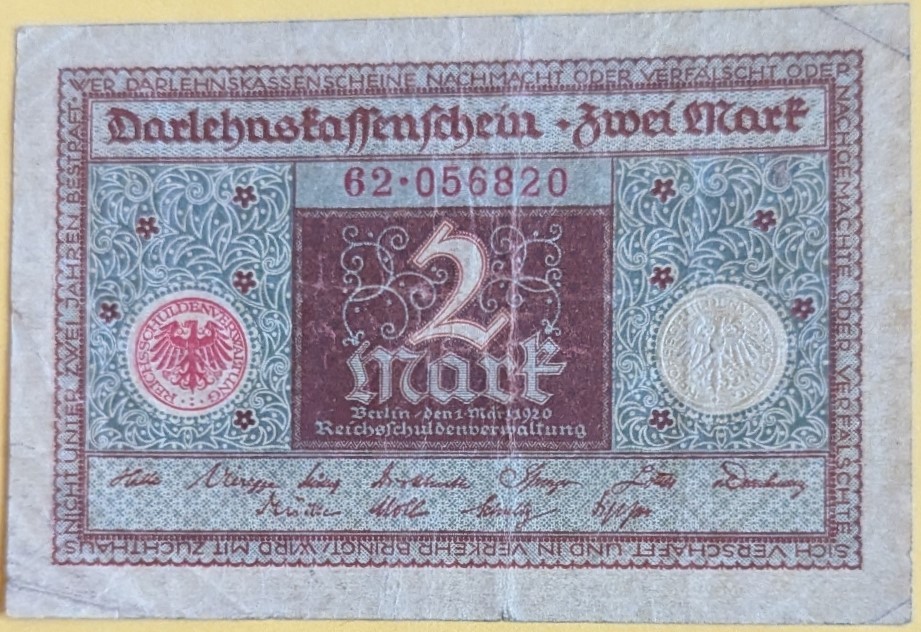 WER DARLEHNSKASSENSCHEINE NACHMACHT ODER VERFÄLSCHT ODER
NACHGEMACHTE ODER VERFÄLSCHTE
SICH VERSCHAFFT UND IN VERKEHR BRINGT, WIRD MIT ZUCHTHAUS
NICHT UNTER ZWEI JAHREN BESTRAFT·
Darlehnskassenschein · Zwei Mark
62·056820
2
Mark
Berlin, den 1. März 1920
Reichsschuldenverwaltung
REICHSSCHULDENVERWALTUNG